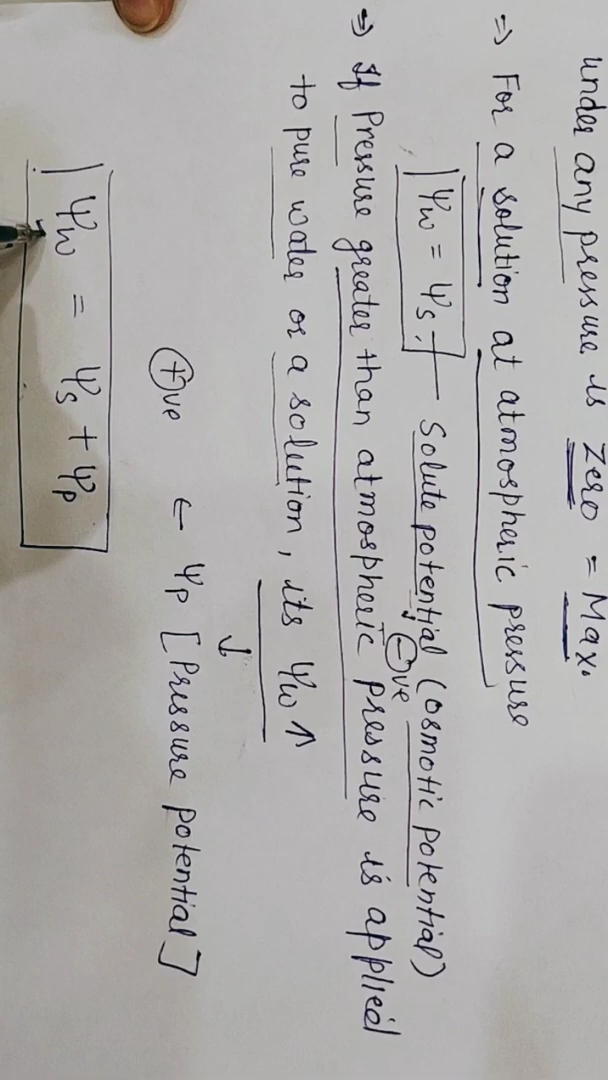 under any pressure is Zero = Max.
=> For a solution at atmospheric pressure
Ψw = Ψs. Solute potential (osmotic potential)
⊖ve
=> If Pressure greater than atmospheric pressure is applied
to pure water or a solution, its Ψw ↑
↓
⊕ve ← Ψp [Pressure potential]
Ψw = Ψs + Ψp